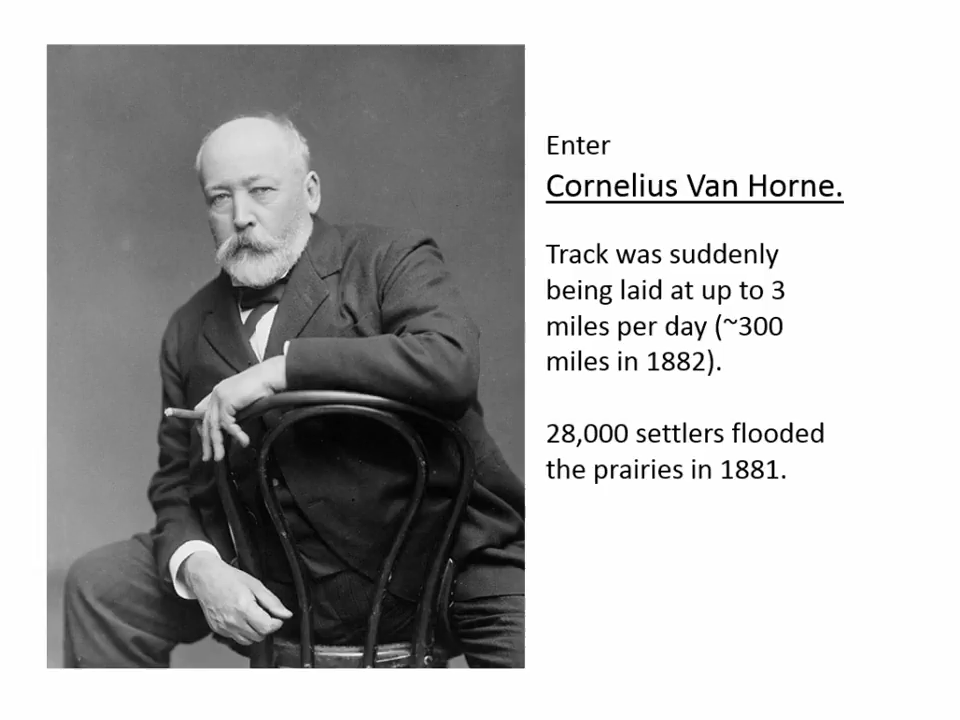 Enter
Cornelius Van Horne.
Track was suddenly
being laid at up to 3
miles per day (~300
miles in 1882).
28,000 settlers flooded
the prairies in 1881.